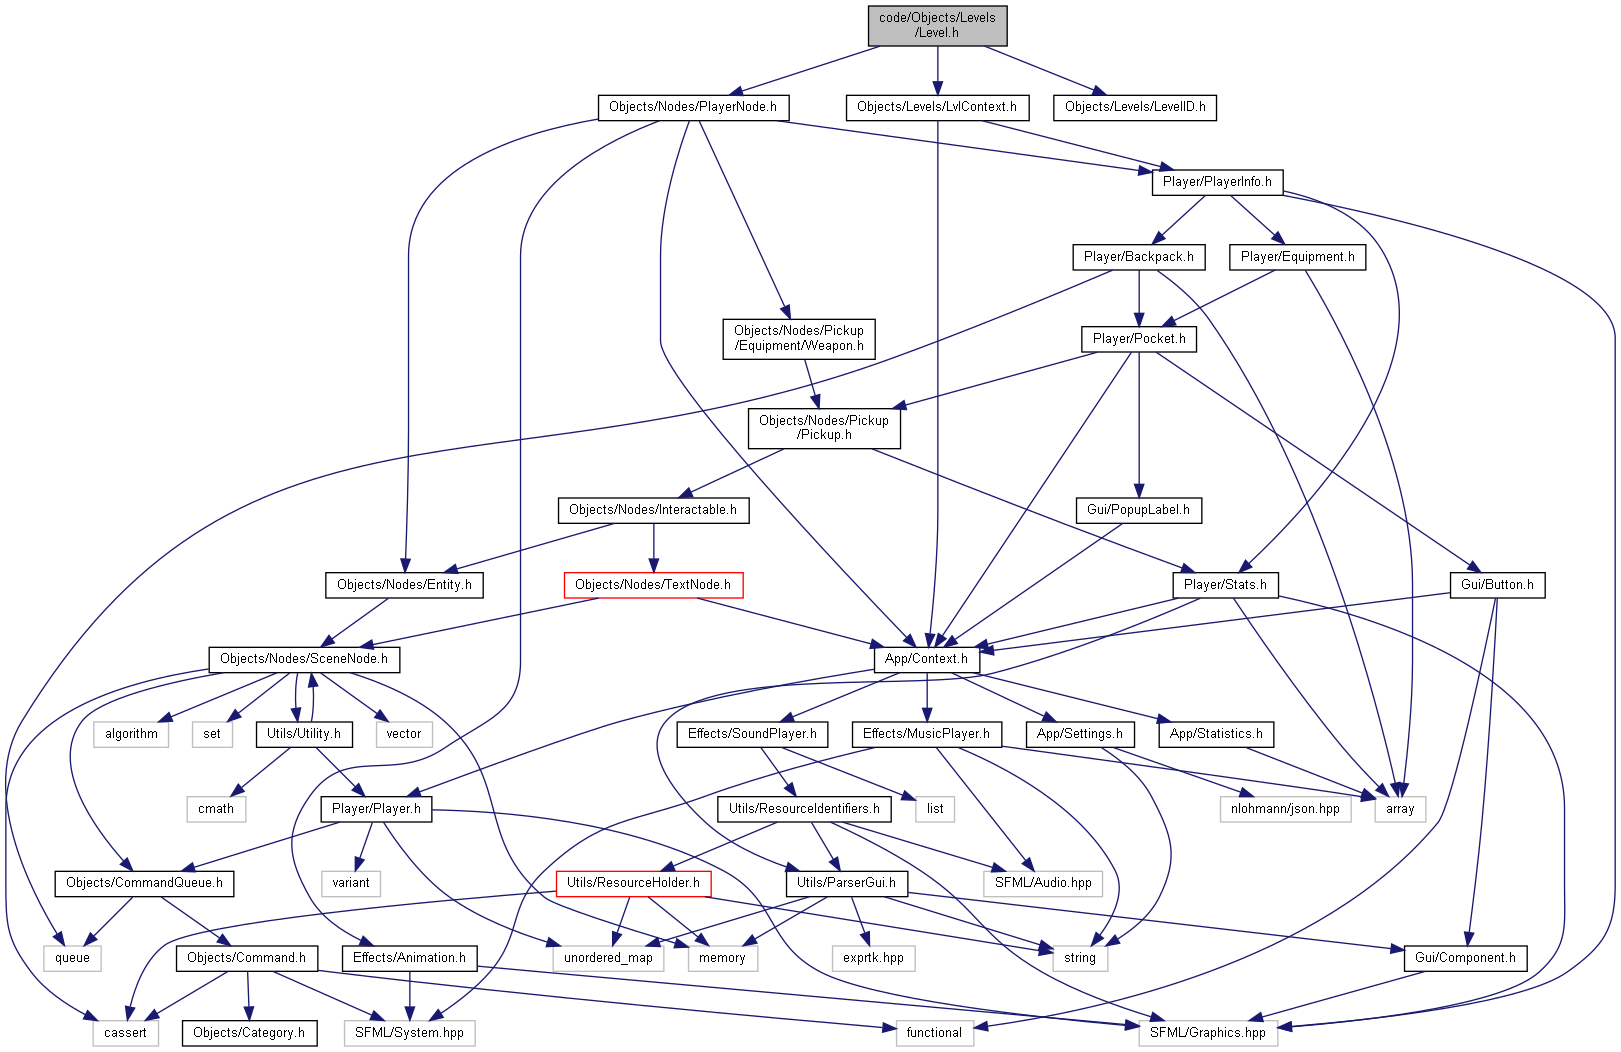 code/Objects/Levels
/Level.h
Objects/Nodes/PlayerNode.h
Objects/Levels/LvlContext.h
Objects/Levels/LevelID.h
Player/PlayerInfo.h
Player/Backpack.h
Player/Equipment.h
Objects/Nodes/Pickup
/Equipment/Weapon.h
Player/Pocket.h
Objects/Nodes/Pickup
/Pickup.h
Objects/Nodes/Interactable.h
Gui/PopupLabel.h
Objects/Nodes/Entity.h
Objects/Nodes/TextNode.h
Player/Stats.h
Gui/Button.h
Objects/Nodes/SceneNode.h
App/Context.h
algorithm
set
Utils/Utility.h
vector
Effects/SoundPlayer.h
Effects/MusicPlayer.h
App/Settings.h
App/Statistics.h
cmath
Player/Player.h
Utils/ResourceIdentifiers.h
list
nlohmann/json.hpp
array
Objects/CommandQueue.h
variant
Utils/ResourceHolder.h
Utils/ParserGui.h
SFML/Audio.hpp
queue
Objects/Command.h
Effects/Animation.h
unordered_map
memory
exprtk.hpp
string
Gui/Component.h
cassert
Objects/Category.h
SFML/System.hpp
functional
SFML/Graphics.hpp